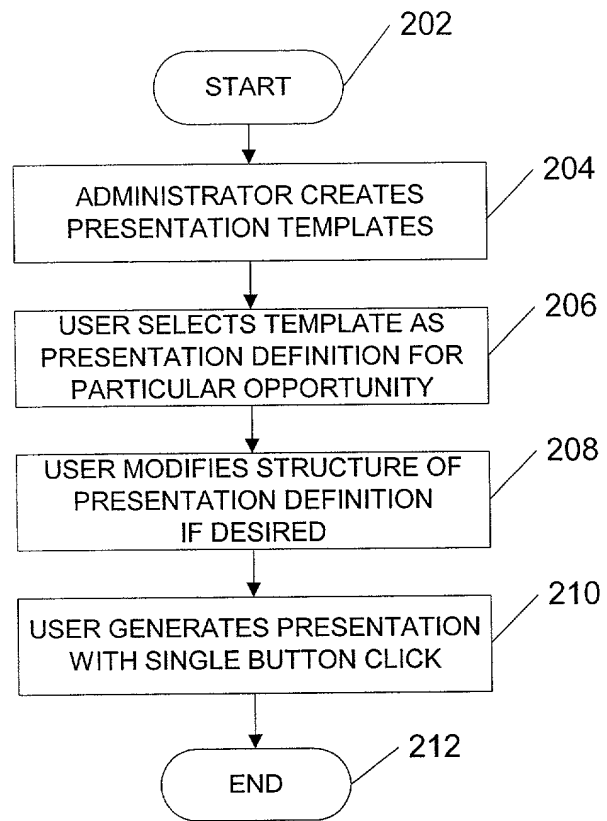 202
START
204
ADMINISTRATOR CREATES
PRESENTATION TEMPLATES
206
USER SELECTS TEMPLATE AS
PRESENTATION DEFINITION FOR
PARTICULAR OPPORTUNITY
208
USER MODIFIES STRUCTURE OF
PRESENTATION DEFINITION
IF DESIRED
210
USER GENERATES PRESENTATION
WITH SINGLE BUTTON CLICK
212
END